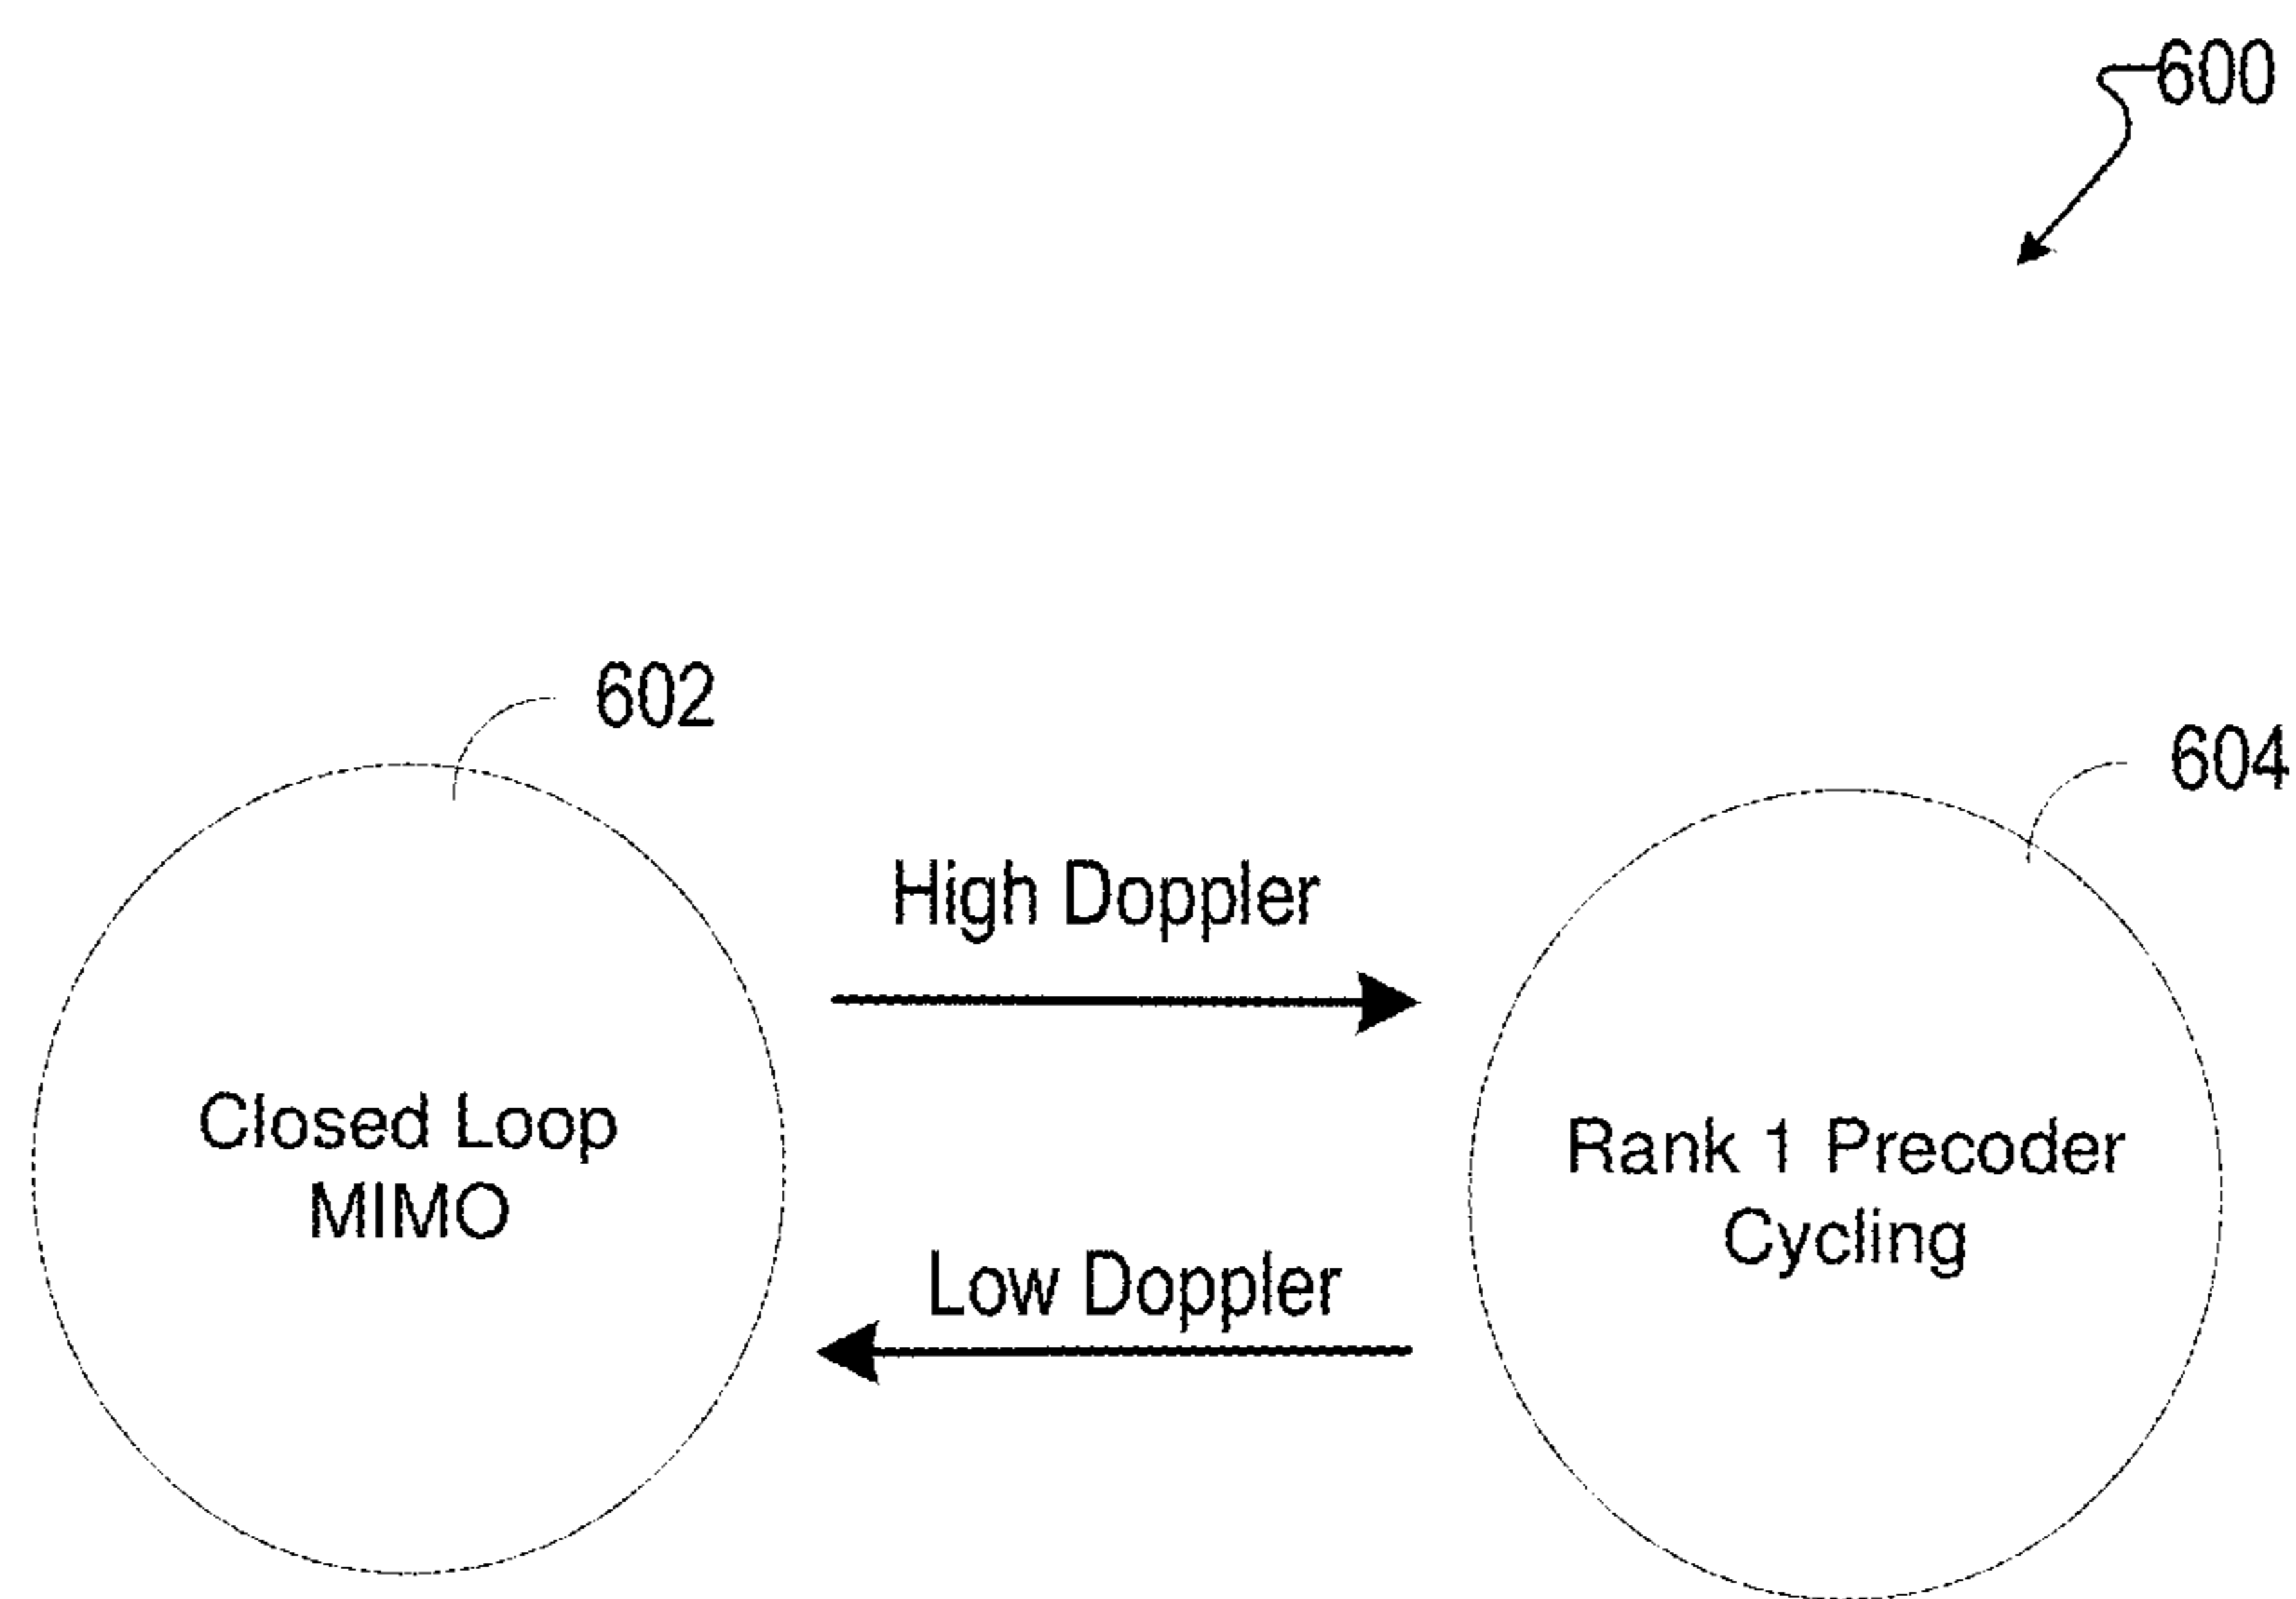 600
602
604
High Doppler
Closed Loop
MIMO
Rank 1 Precoder
Cycling
Low Doppler